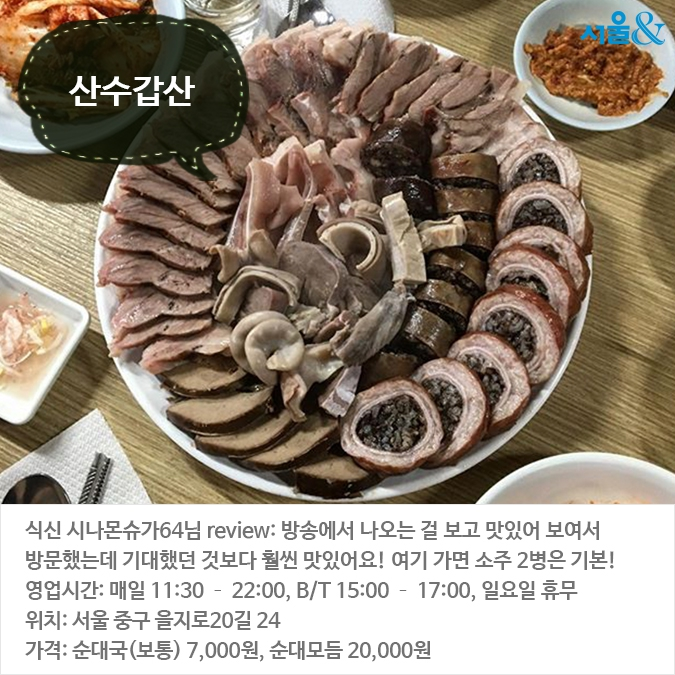 서울&
산수갑산
식신 시나몬슈가64님 review: 방송에서 나오는 걸 보고 맛있어 보여서
방문했는데 기대했던 것보다 훨씬 맛있어요! 여기 가면 소주 2병은 기본!
영업시간: 매일 11:30 - 22:00, B/T 15:00 - 17:00, 일요일 휴무
위치: 서울 중구 을지로20길 24
가격: 순대국(보통) 7,000원, 순대모듬 20,000원